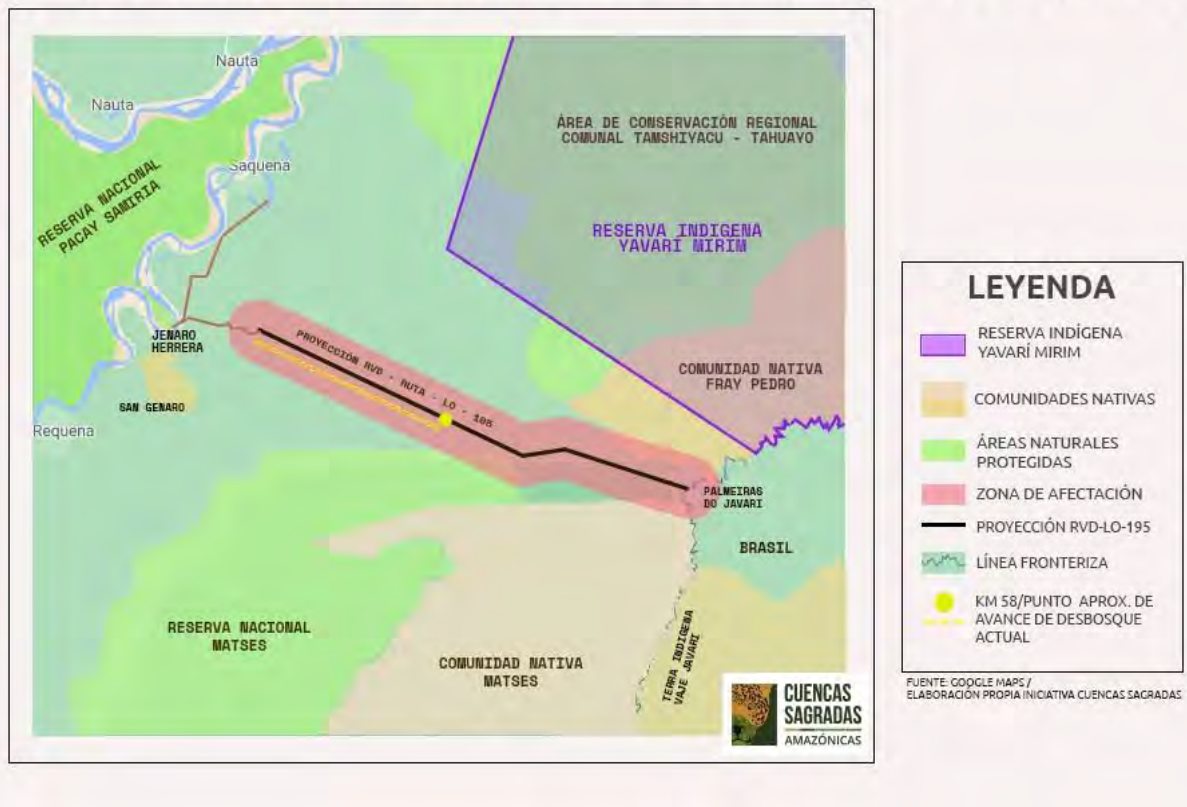 Nauta
Nauta
Saquena
RESERVA NACIONAL
PACAY SAMIRIA
ÁREA DE CONSERVACIÓN REGIONAL
COMUNAL TAMSHIYACU - TAHUAYO
RESERVA INDIGENA
YAVARÍ MIRIM
JENARO
HERRERA
SAN GENARO
Requena
PROYECCIÓN RVD - RUTA - LO - 195
COMUNIDAD NATIVA
FRAY PEDRO
PALMEIRAS
DO JAVARI
BRASIL
RESERVA NACIONAL
MATSES
COMUNIDAD NATIVA
MATSES
TERRA INDIGENA
VAJE JAVARI
CUENCAS
SAGRADAS
AMAZÓNICAS
LEYENDA
RESERVA INDÍGENA
YAVARÍ MIRIM
COMUNIDADES NATIVAS
ÁREAS NATURALES
PROTEGIDAS
ZONA DE AFECTACIÓN
PROYECCIÓN RVD-LO-195
LÍNEA FRONTERIZA
KM 58/PUNTO APROX. DE
AVANCE DE DESBOSQUE
ACTUAL
FUENTE: GOOGLE MAPS /
ELABORACIÓN PROPIA INICIATIVA CUENCAS SAGRADAS